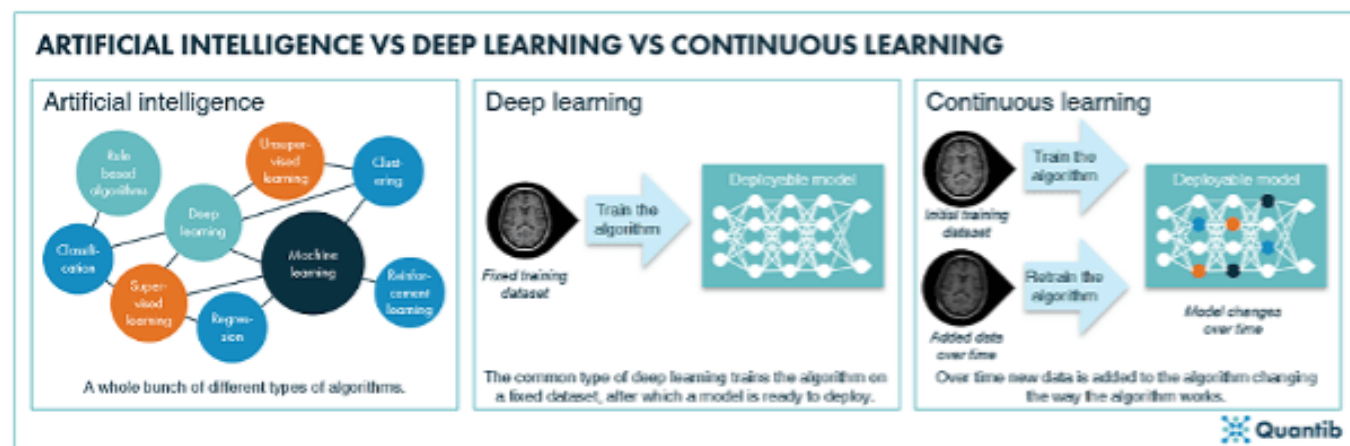 ARTIFICIAL INTELLIGENCE VS DEEP LEARNING VS CONTINUOUS LEARNING
Artificial intelligence
Rule
based
algorithms
Unsuper-
vised
learning
Clust-
ering
Deep
learning
Machine
learning
Classifi-
cation
Super-
vised
learning
Regres-
sion
Reinfor-
cement
learning
A whole bunch of different types of algorithms.
Deep learning
Fixed training
dataset
Train the
algorithm
Deployable model
The common type of deep learning trains the algorithm on
a fixed dataset, after which a model is ready to deploy.
Continuous learning
Initial training
dataset
Train the
algorithm
Added data
over time
Retrain the
algorithm
Deployable model
Model changes
over time
Over time new data is added to the algorithm changing
the way the algorithm works.
Quantib